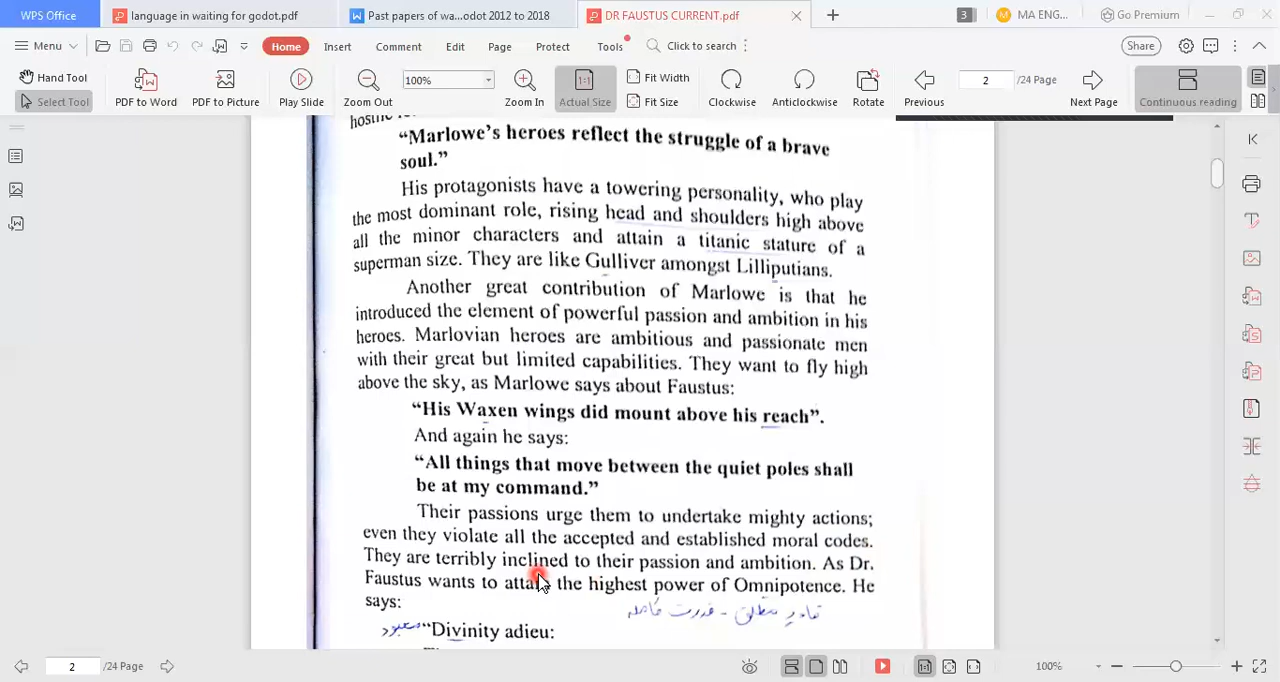 WPS Office
language in waiting for godot.pdf
Past papers of wa...odot 2012 to 2018
DR FAUSTUS CURRENT.pdf
3
MA ENG...
Go Premium
Menu
Home
Insert
Comment
Edit
Page
Protect
Tools
Click to search
Share
Hand Tool
Select Tool
PDF to Word
PDF to Picture
Play Slide
100%
Zoom Out
Zoom In
Actual Size
Fit Width
Fit Size
Clockwise
Anticlockwise
Rotate
2
/24 Page
Previous
Next Page
Continuous reading
“Marlowe's heroes reflect the struggle of a brave
soul.”
His protagonists have a towering personality, who play
the most dominant role, rising head and shoulders high above
all the minor characters and attain a titanic stature of a
superman size. They are like Gulliver amongst Lilliputians.
Another great contribution of Marlowe is that he
introduced the element of powerful passion and ambition in his
heroes. Marlovian heroes are ambitious and passionate men
with their great but limited capabilities. They want to fly high
above the sky, as Marlowe says about Faustus:
“His Waxen wings did mount above his reach”.
And again he says:
“All things that move between the quiet poles shall
be at my command.”
Their passions urge them to undertake mighty actions;
even they violate all the accepted and established moral codes.
They are terribly inclined to their passion and ambition. As Dr.
Faustus wants to attain the highest power of Omnipotence. He
says:
قادرِ مطلق - قدرت کاملہ
معبود
“Divinity adieu:
2
/24 Page
100%